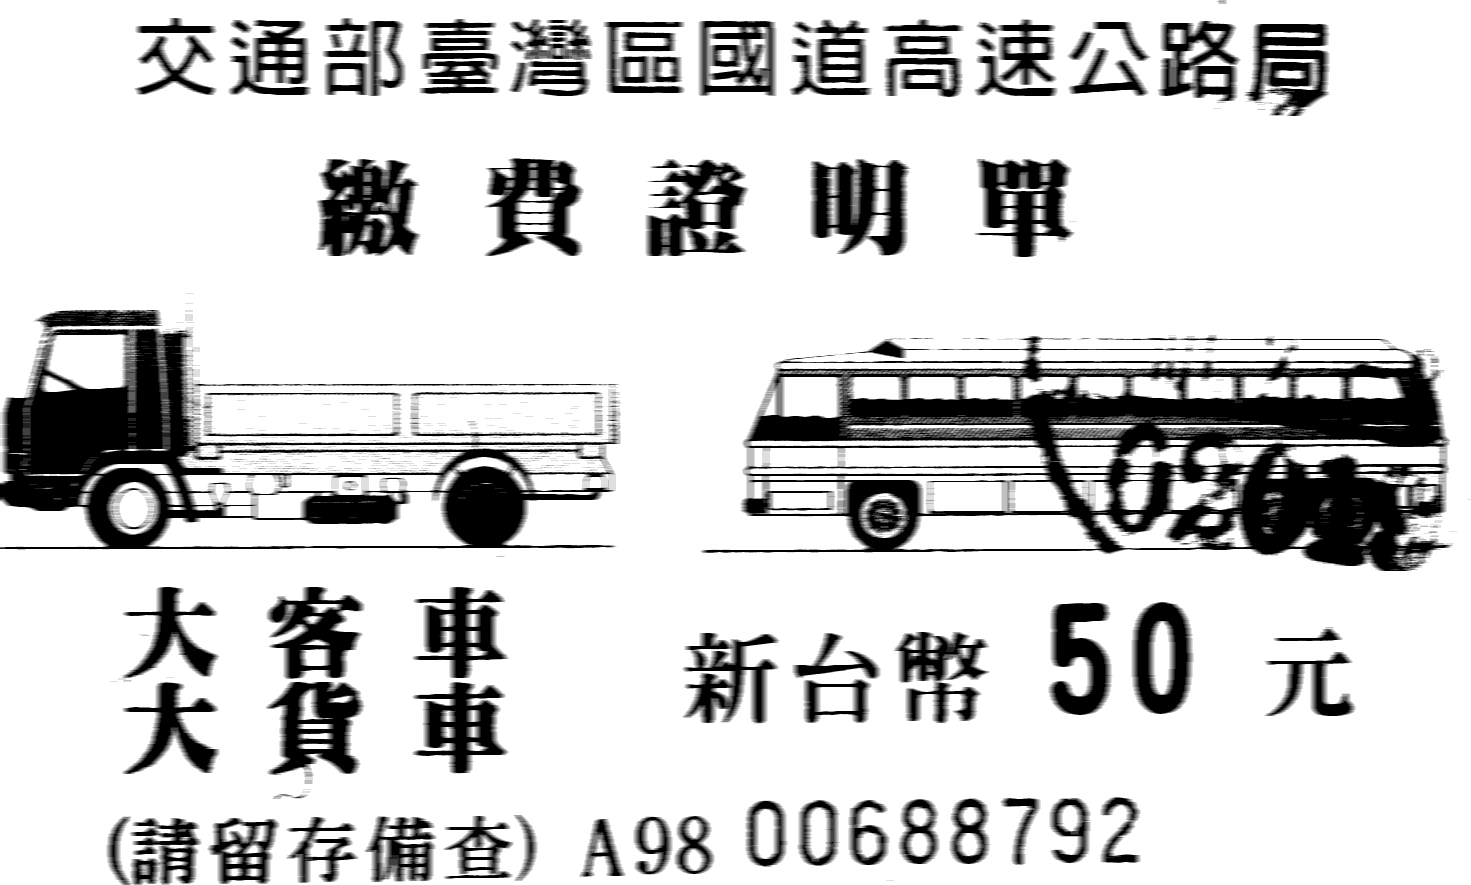 交通部臺灣區國道高速公路局
繳費證明單
大客車
大貨車
新台幣 50 元
(請留存備查) A98 00688792